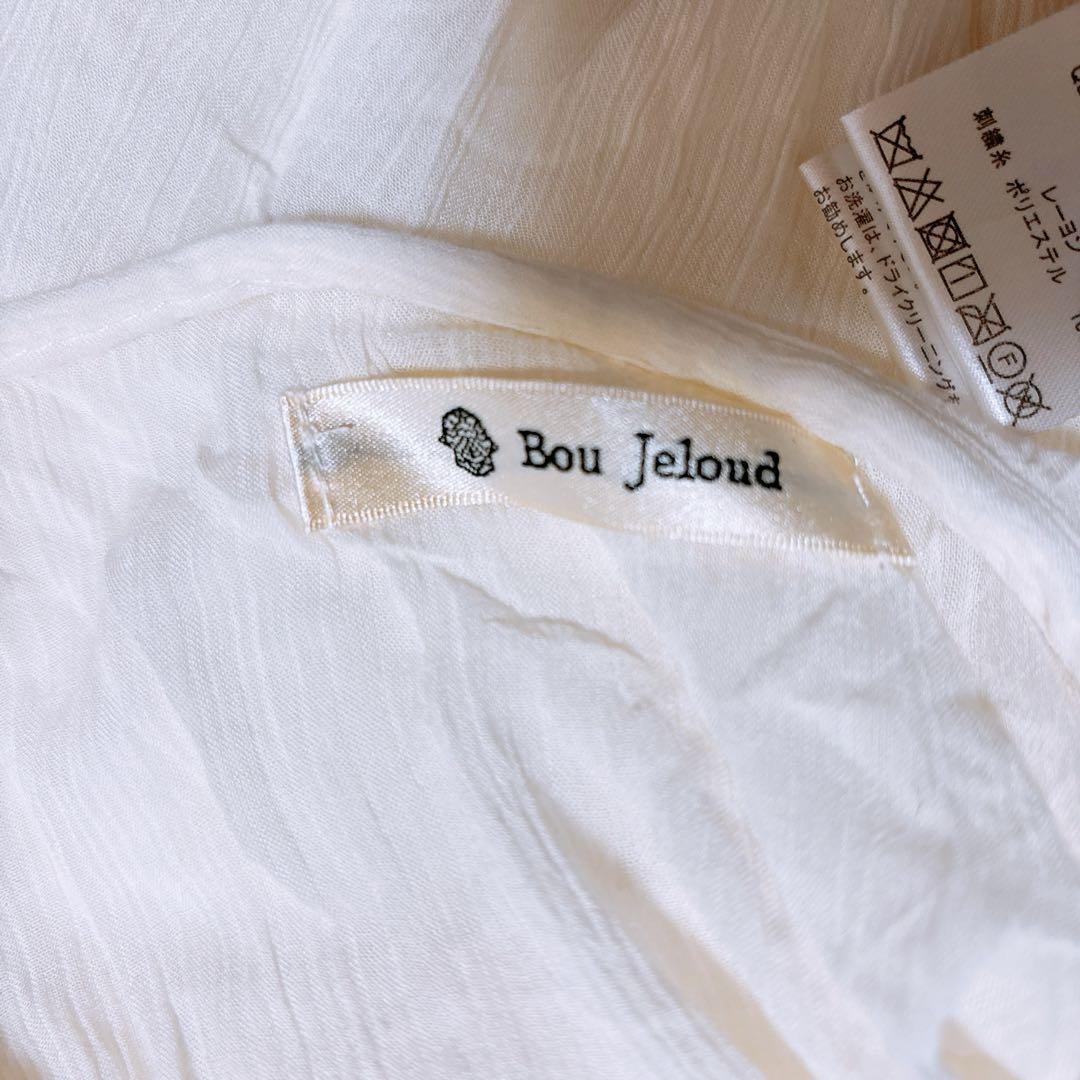 Bou Jeloud
レーヨン
刺繍糸 ポリエステル
F
お洗濯は、ドライクリーニングを
お勧めします。